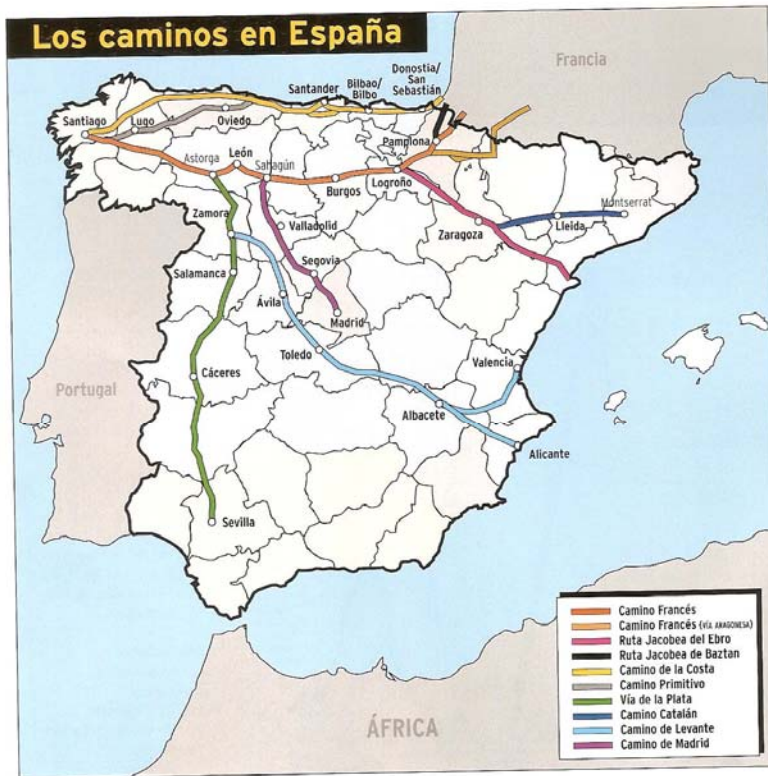 Los caminos en España
Francia
Donostia/
San
Sebastián
Bilbao/
Bilbo
Santander
Oviedo
Lugo
Santiago
Pamplona
León
Astorga
Sahagún
Burgos
Logroño
Montserrat
Lleida
Zaragoza
Zamora
Valladolid
Segovia
Salamanca
Ávila
Madrid
Toledo
Valencia
Portugal
Cáceres
Albacete
Alicante
Sevilla
ÁFRICA
Camino Francés
Camino Francés (VÍA ARAGONESA)
Ruta Jacobea del Ebro
Ruta Jacobea de Baztan
Camino de la Costa
Camino Primitivo
Vía de la Plata
Camino Catalán
Camino de Levante
Camino de Madrid